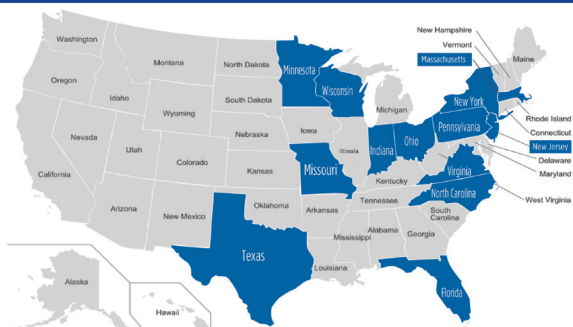 New Hampshire
Washington
Vermont
Maine
Montana
North Dakota
Minnesota
Massachusetts
Oregon
Wisconsin
South Dakota
Idaho
Michigan
New York
Wyoming
Rhode Island
Iowa
Pennsylvania
Connecticut
Nebraska
Nevada
Ohio
New Jersey
Illinois
Indiana
Utah
Delaware
Colorado
Maryland
Kansas
Missouri
Virginia
California
Kentucky
North Carolina
West Virginia
Tennessee
Oklahoma
Arizona
Arkansas
South
Carolina
New Mexico
Alabama
Georgia
Mississippi
Texas
Louisiana
Alaska
Florida
Hawaii